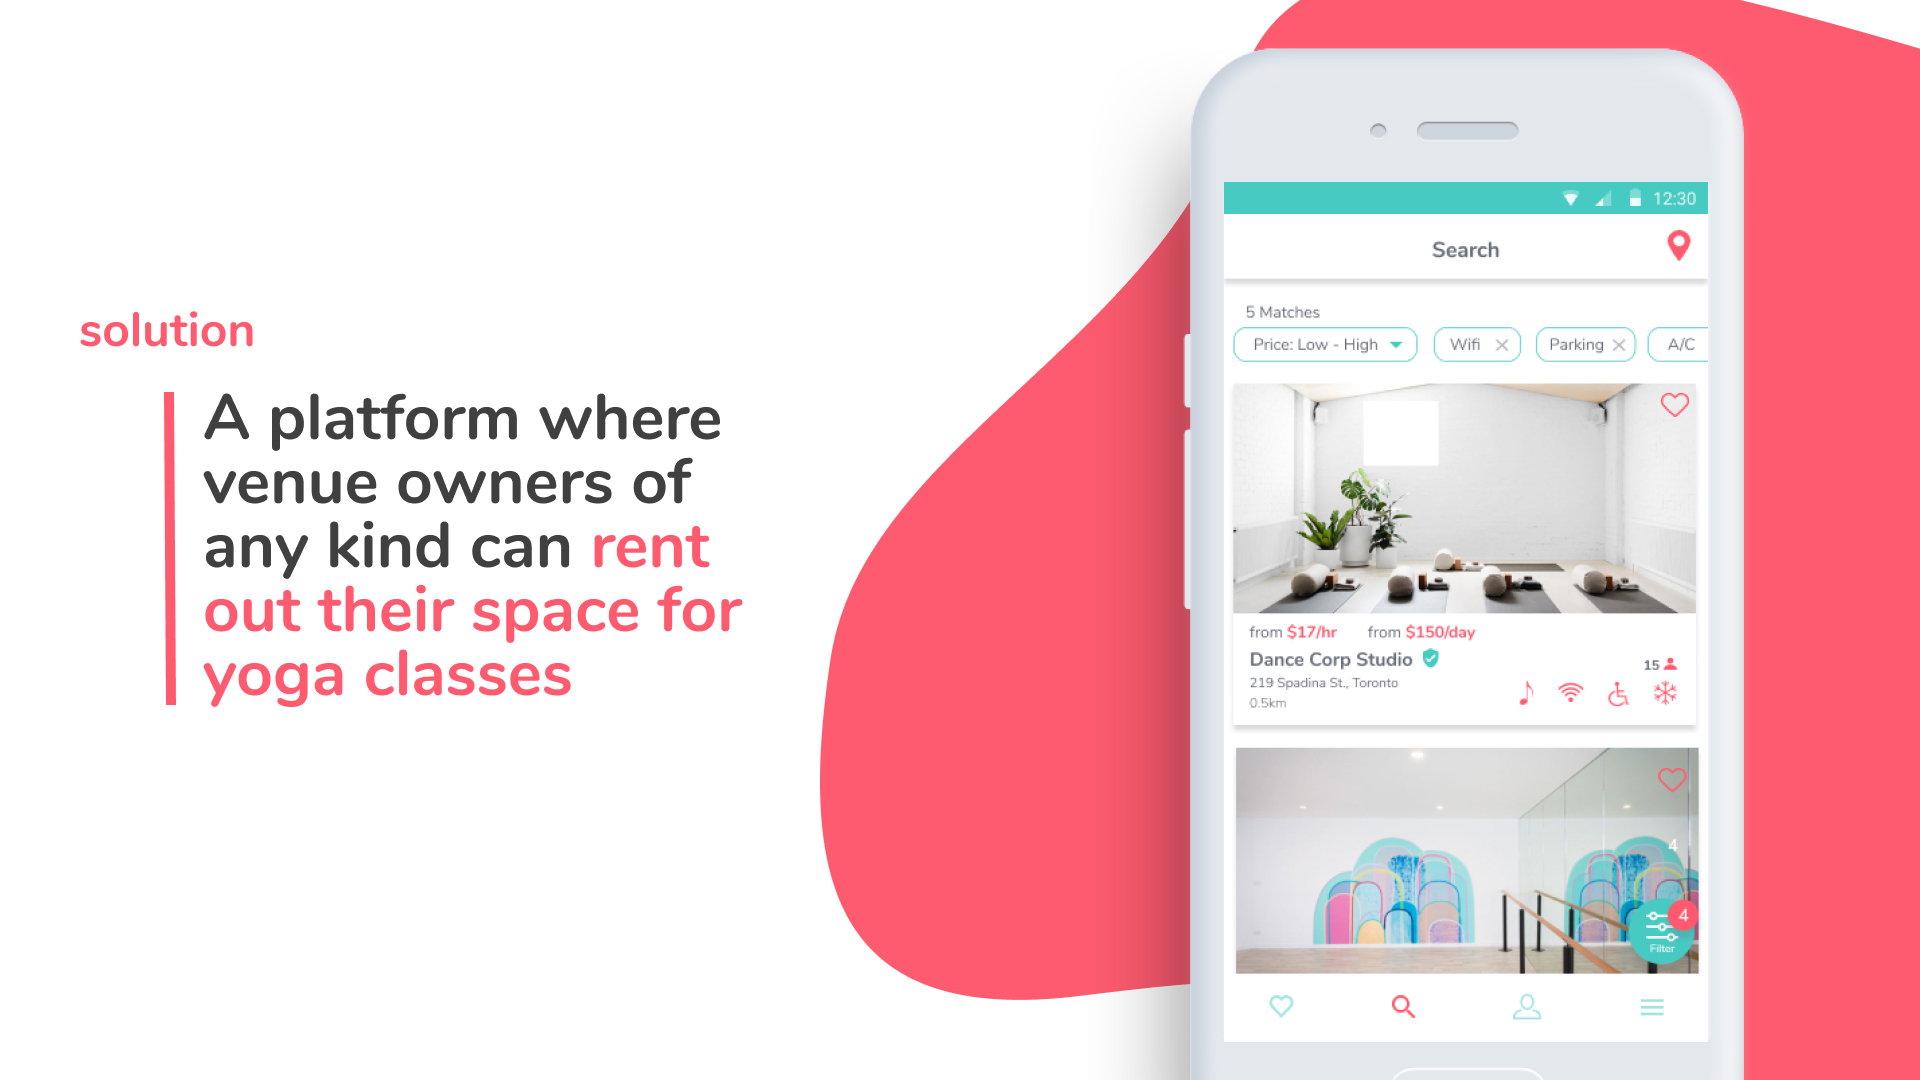 solution
A platform where
venue owners of
any kind can rent
out their space for
yoga classes
12:30
Search
5 Matches
Price: Low - High
Wifi
Parking
A/C
from $17/hr from $150/day
Dance Corp Studio
15
219 Spadina St., Toronto
0.5km
4
4
Filter